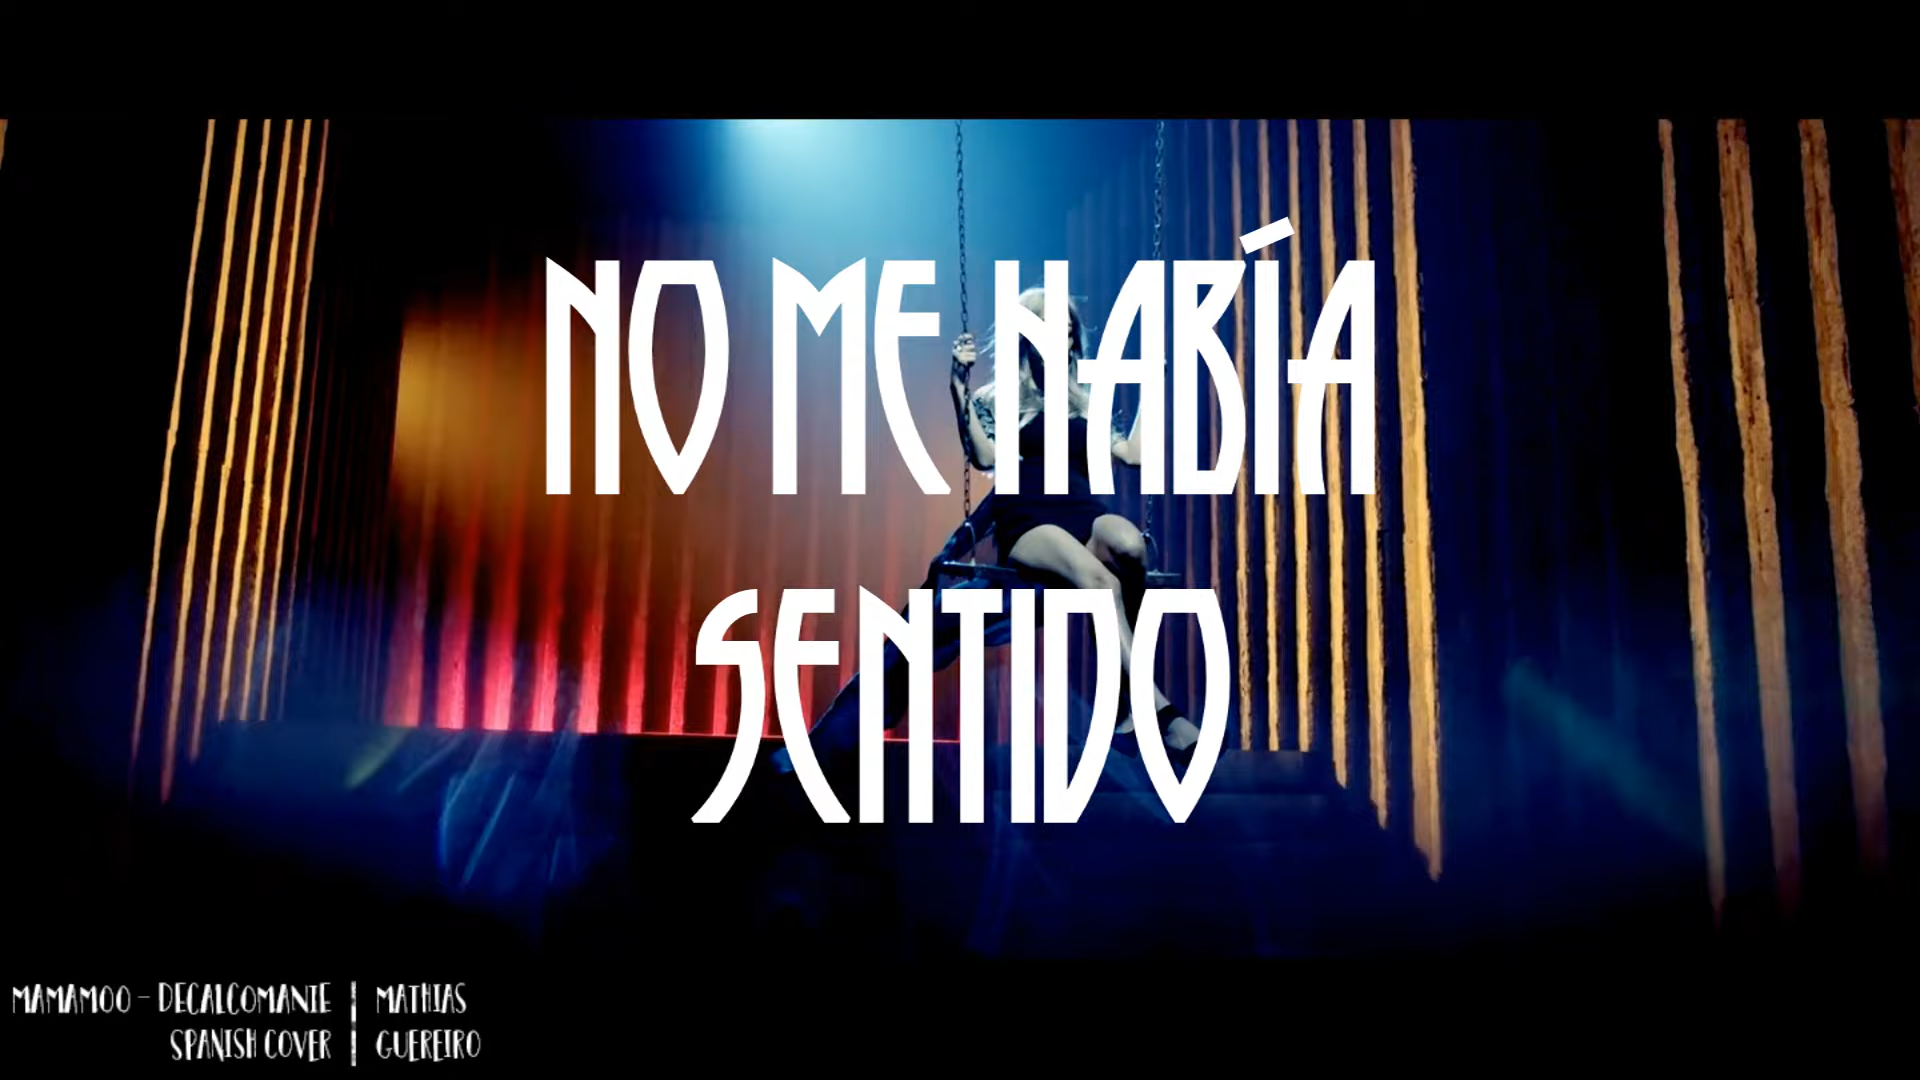 NO ME HABÍA
SENTIDO
MAMAMOO - DECALCOMANIE | MATHIAS
SPANISH COVER | GUEREIRO